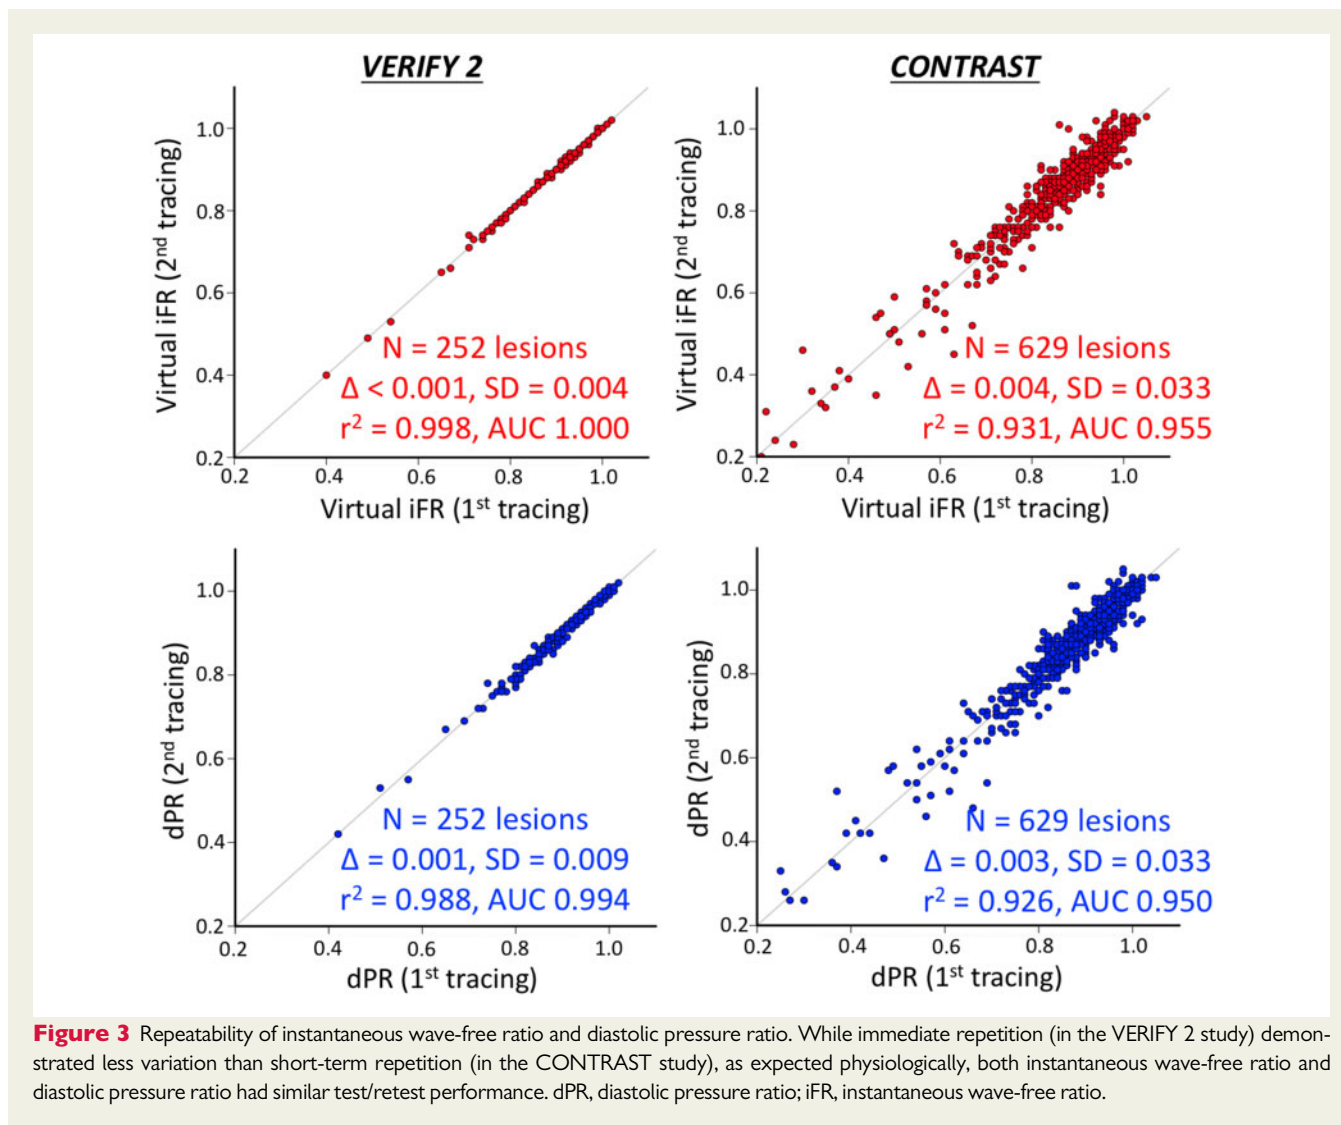 VERIFY 2
CONTRAST
Virtual iFR (2nd tracing)
1.0
0.8
0.6
0.4
0.2
N = 252 lesions
Δ < 0.001, SD = 0.004
r² = 0.998, AUC 1.000
0.2 0.4 0.6 0.8 1.0
Virtual iFR (1st tracing)
Virtual iFR (2nd tracing)
1.0
0.8
0.6
0.4
0.2
N = 629 lesions
Δ = 0.004, SD = 0.033
r² = 0.931, AUC 0.955
0.2 0.4 0.6 0.8 1.0
Virtual iFR (1st tracing)
dPR (2nd tracing)
1.0
0.8
0.6
0.4
0.2
N = 252 lesions
Δ = 0.001, SD = 0.009
r² = 0.988, AUC 0.994
0.2 0.4 0.6 0.8 1.0
dPR (1st tracing)
dPR (2nd tracing)
1.0
0.8
0.6
0.4
0.2
N = 629 lesions
Δ = 0.003, SD = 0.033
r² = 0.926, AUC 0.950
0.2 0.4 0.6 0.8 1.0
dPR (1st tracing)
Figure 3 Repeatability of instantaneous wave-free ratio and diastolic pressure ratio. While immediate repetition (in the VERIFY 2 study) demon-
strated less variation than short-term repetition (in the CONTRAST study), as expected physiologically, both instantaneous wave-free ratio and
diastolic pressure ratio had similar test/retest performance. dPR, diastolic pressure ratio; iFR, instantaneous wave-free ratio.